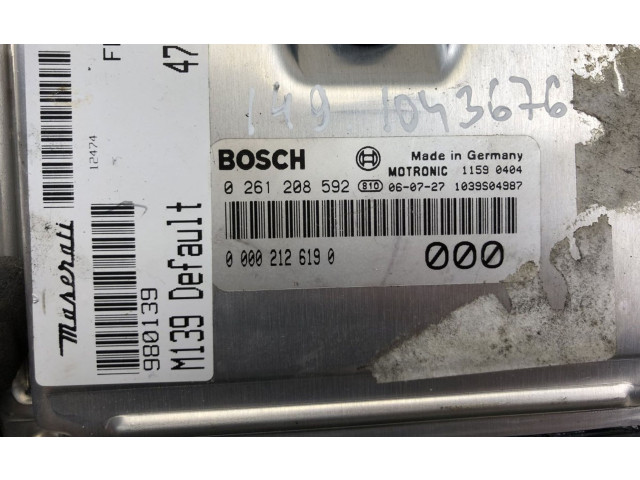 149 1043676
BOSCH
Made in Germany
MOTRONIC 1159 0404
0 261 208 592 B10 06-07-27 1039S04987
0 000 212 619 0
000
Maserati
12474
980139
M139 Default
47